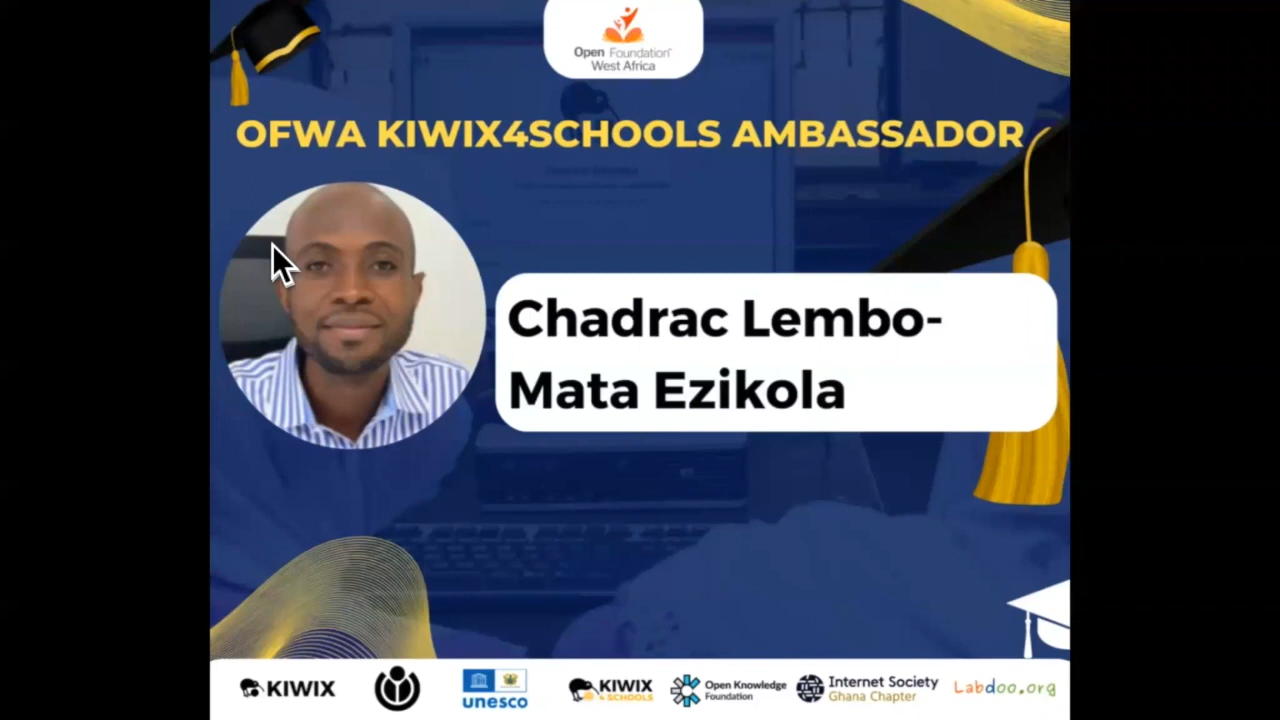 Open Foundation
West Africa
OFWA KIWIX4SCHOOLS AMBASSADOR
Chadrac Lembo-
Mata Ezikola
KIWIX
unesco
KIWIX
4 SCHOOLS
Open Knowledge
Foundation
Internet Society
Ghana Chapter
Labdoo.org